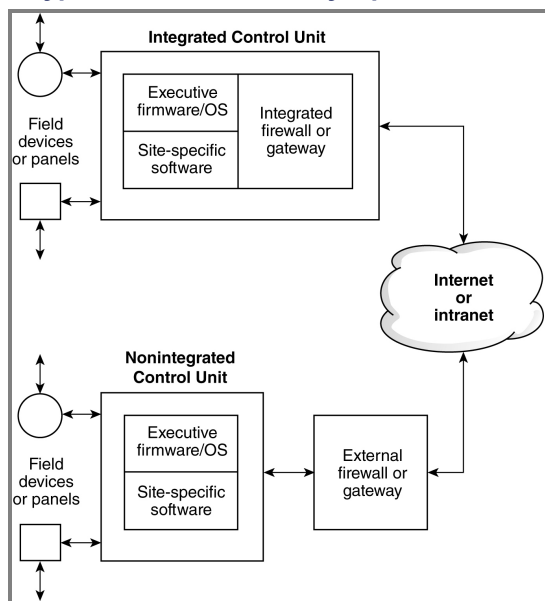 Integrated Control Unit
Executive
firmware/OS
Site-specific
software
Integrated
firewall or
gateway
Field
devices
or panels
Internet
or
intranet
Nonintegrated
Control Unit
Executive
firmware/OS
Site-specific
software
External
firewall or
gateway
Field
devices
or panels